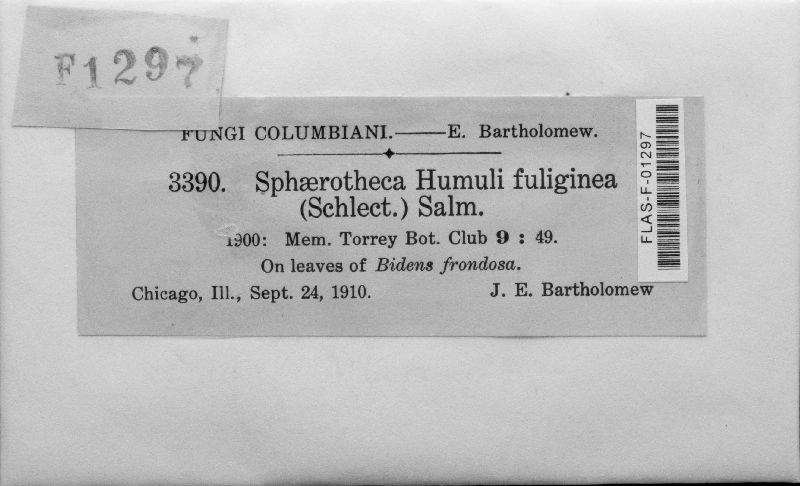 F1297
FUNGI COLUMBIANI.——E. Bartholomew.
3390. Sphærotheca Humuli fuliginea
(Schlect.) Salm.
1900: Mem. Torrey Bot. Club 9 : 49.
On leaves of Bidens frondosa.
Chicago, Ill., Sept. 24, 1910. J. E. Bartholomew
FLAS-F-01297